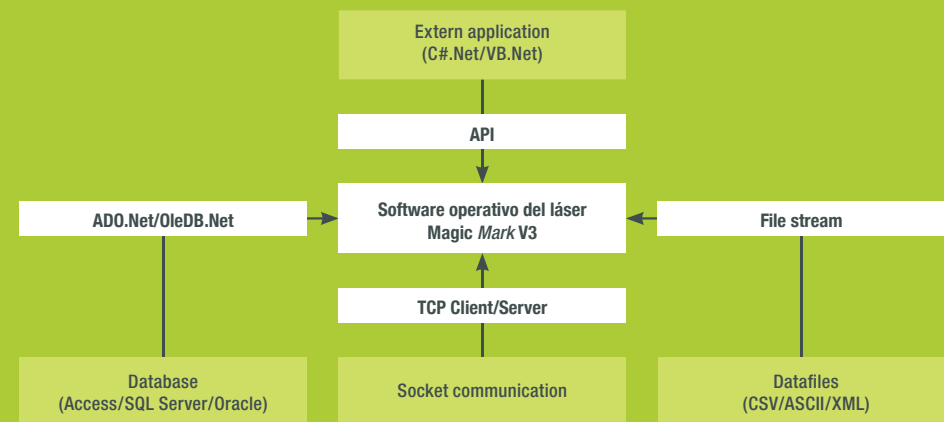 Extern application
(C#.Net/VB.Net)
API
ADO.Net/OleDB.Net
Software operativo del láser
Magic Mark V3
File stream
TCP Client/Server
Database
(Access/SQL Server/Oracle)
Socket communication
Datafiles
(CSV/ASCII/XML)